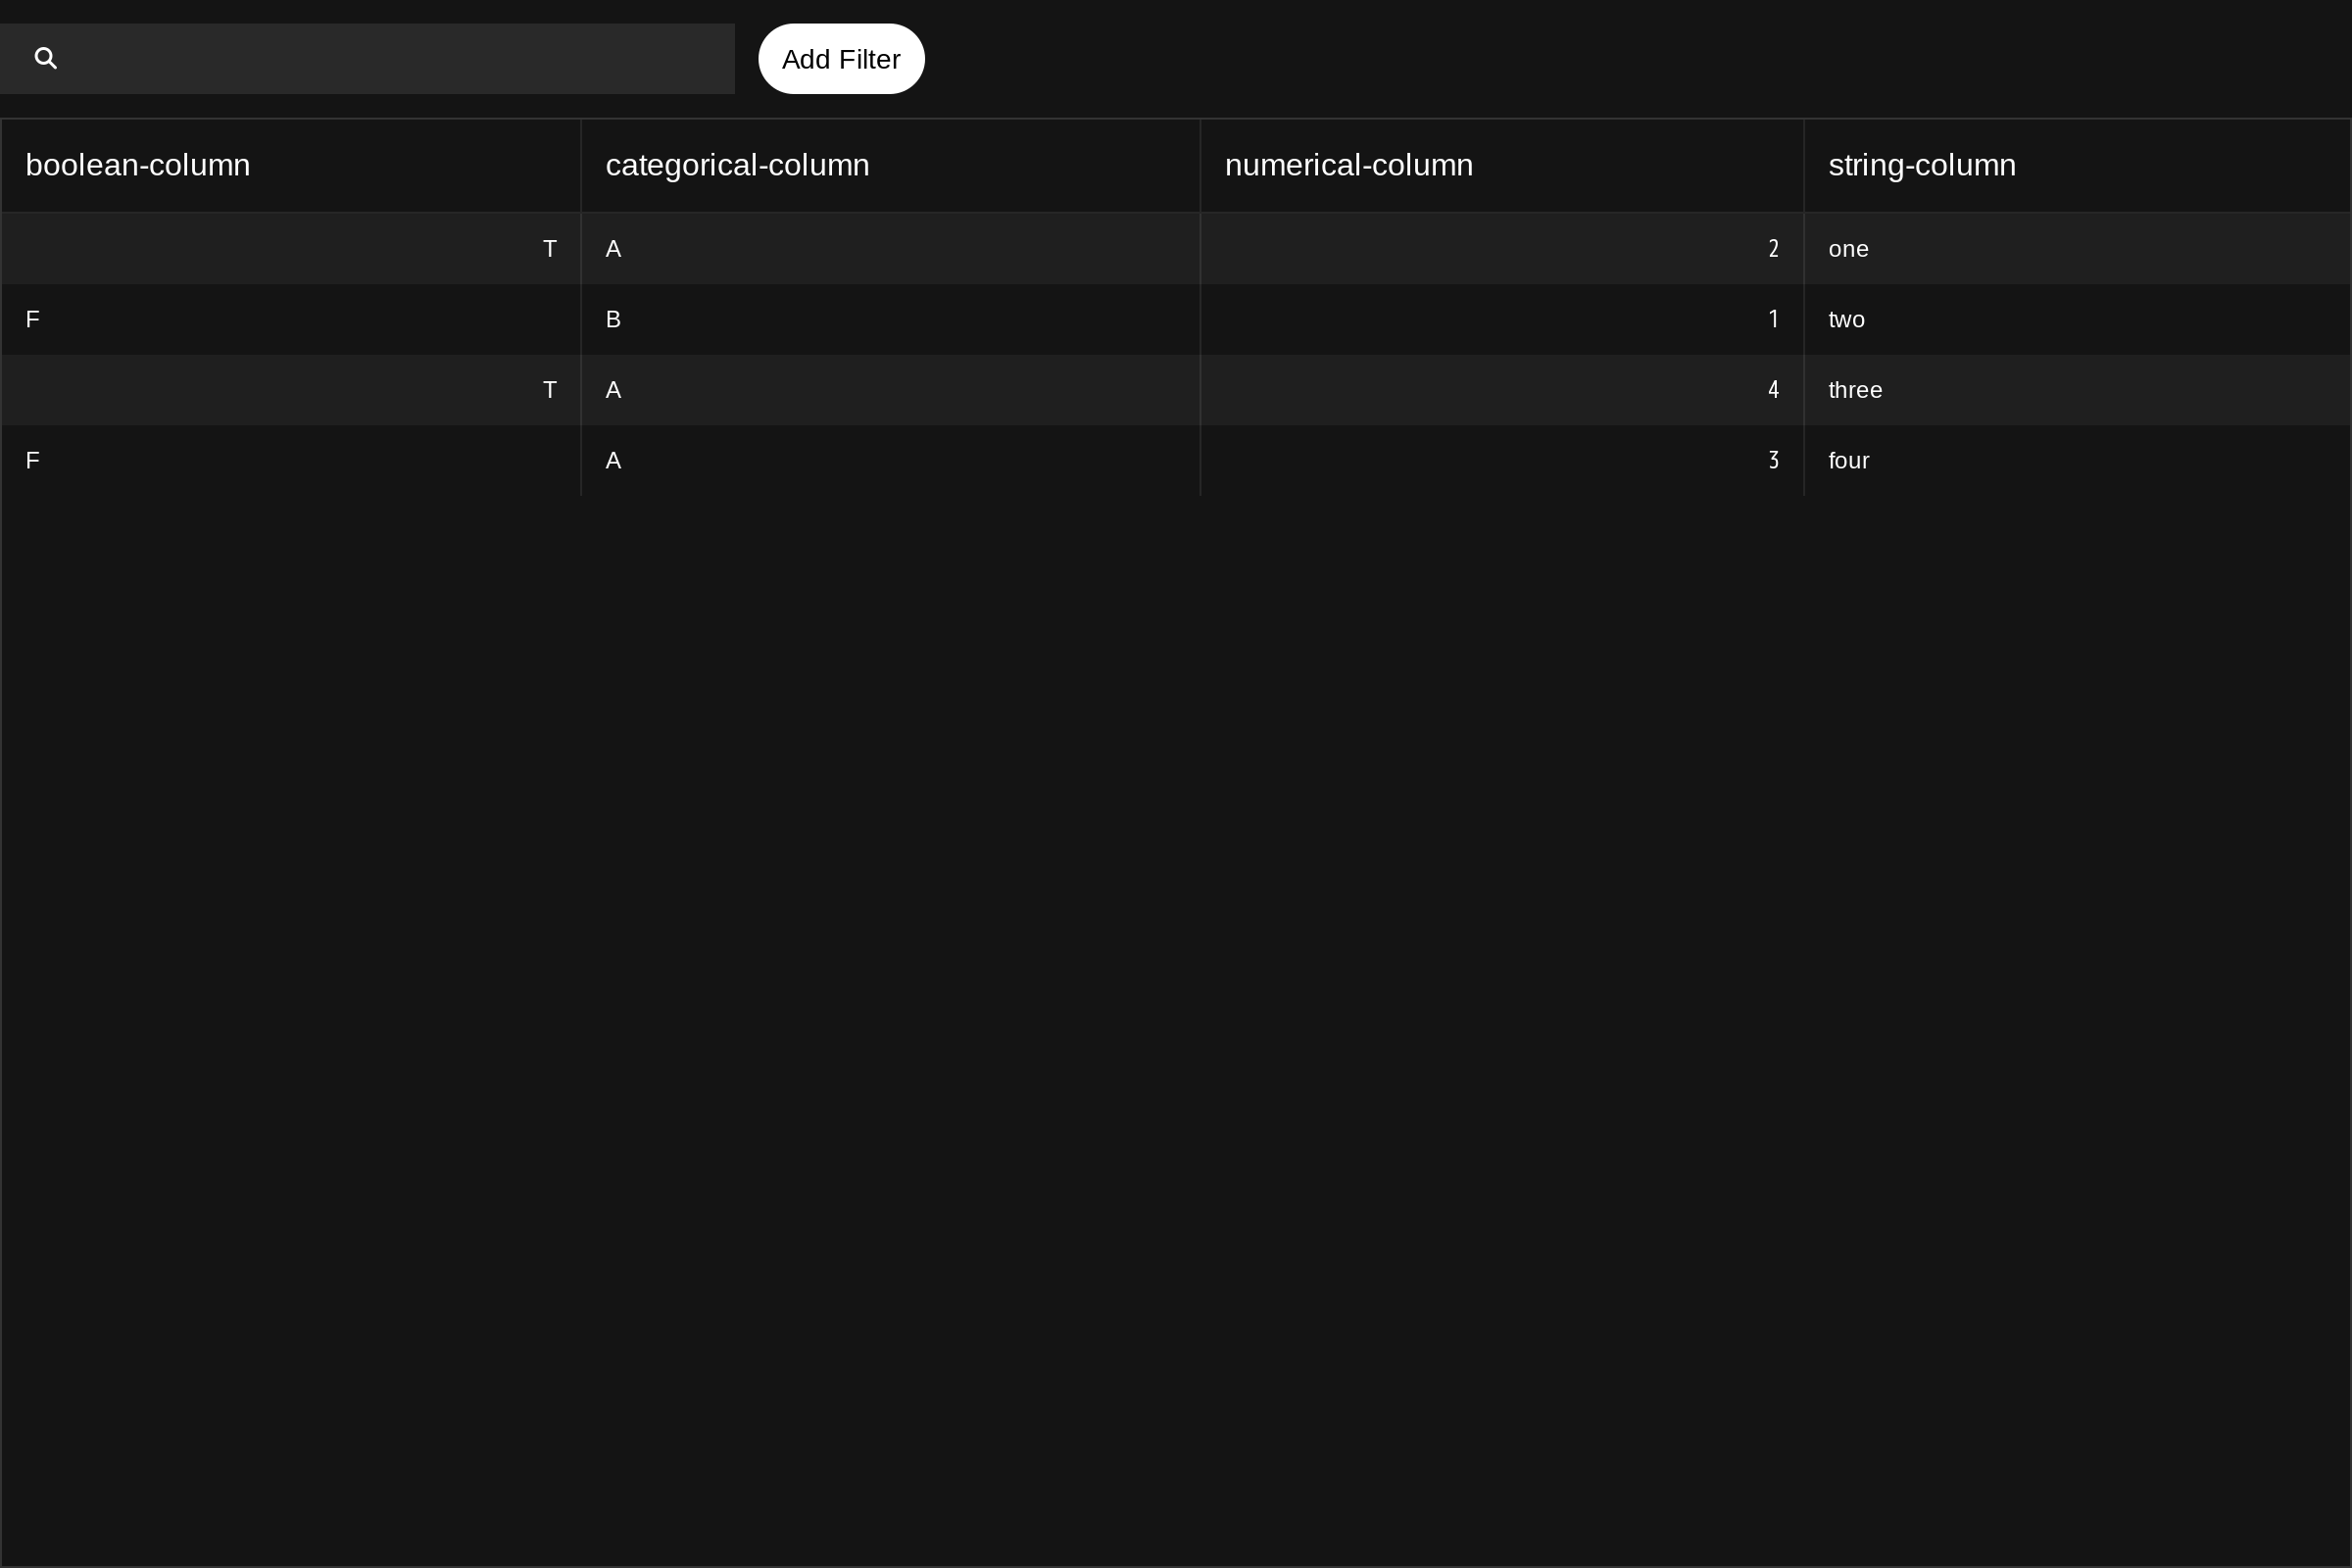 Add Filter
boolean-column categorical-column numerical-column string-column
T A 2 one
F B 1 two
T A 4 three
F A 3 four